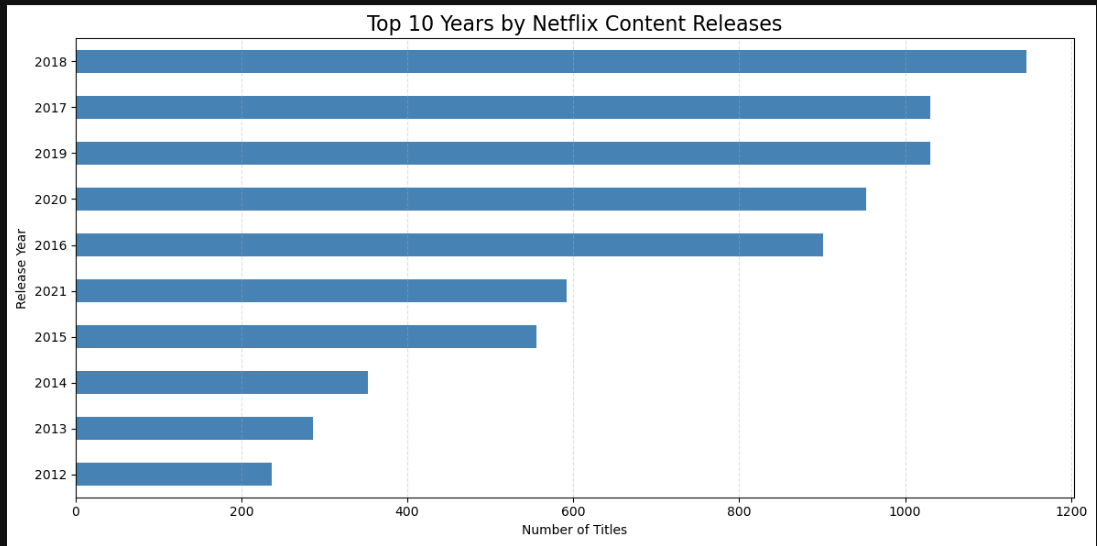 Top 10 Years by Netflix Content Releases
Release Year
2018
2017
2019
2020
2016
2021
2015
2014
2013
2012
0 200 400 600 800 1000 1200
Number of Titles